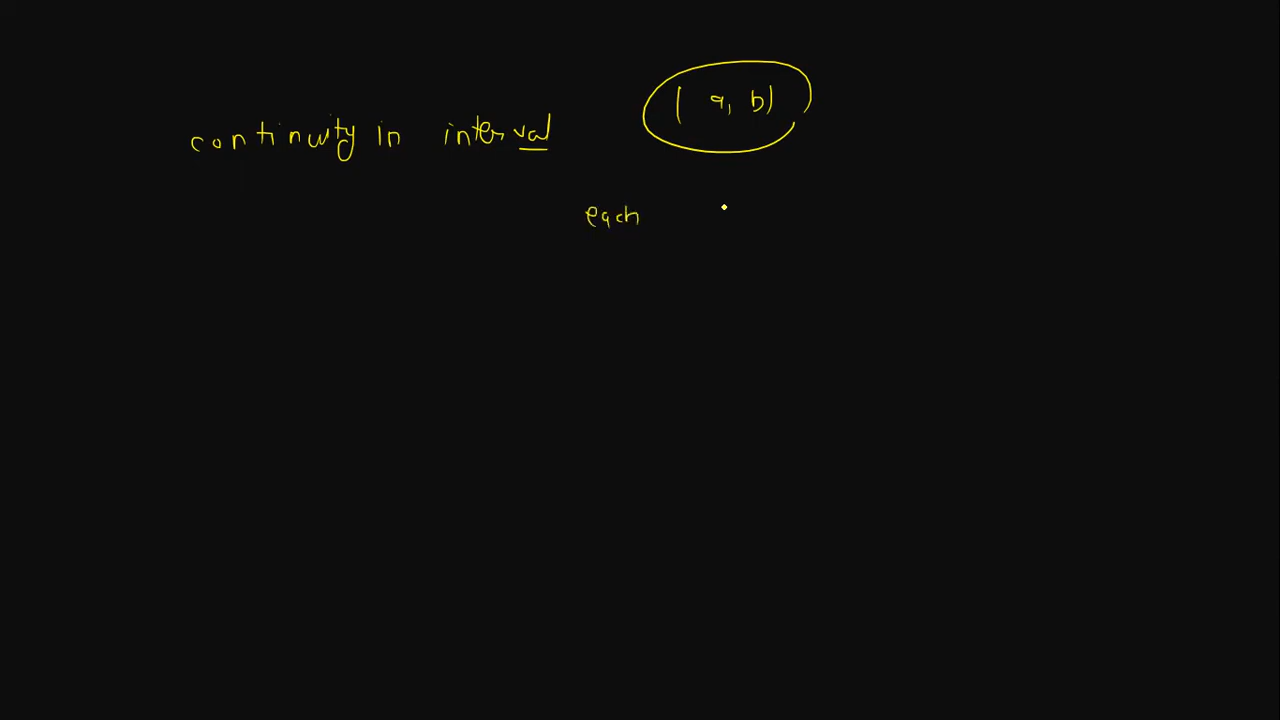 continuity in interval
( a, b)
each